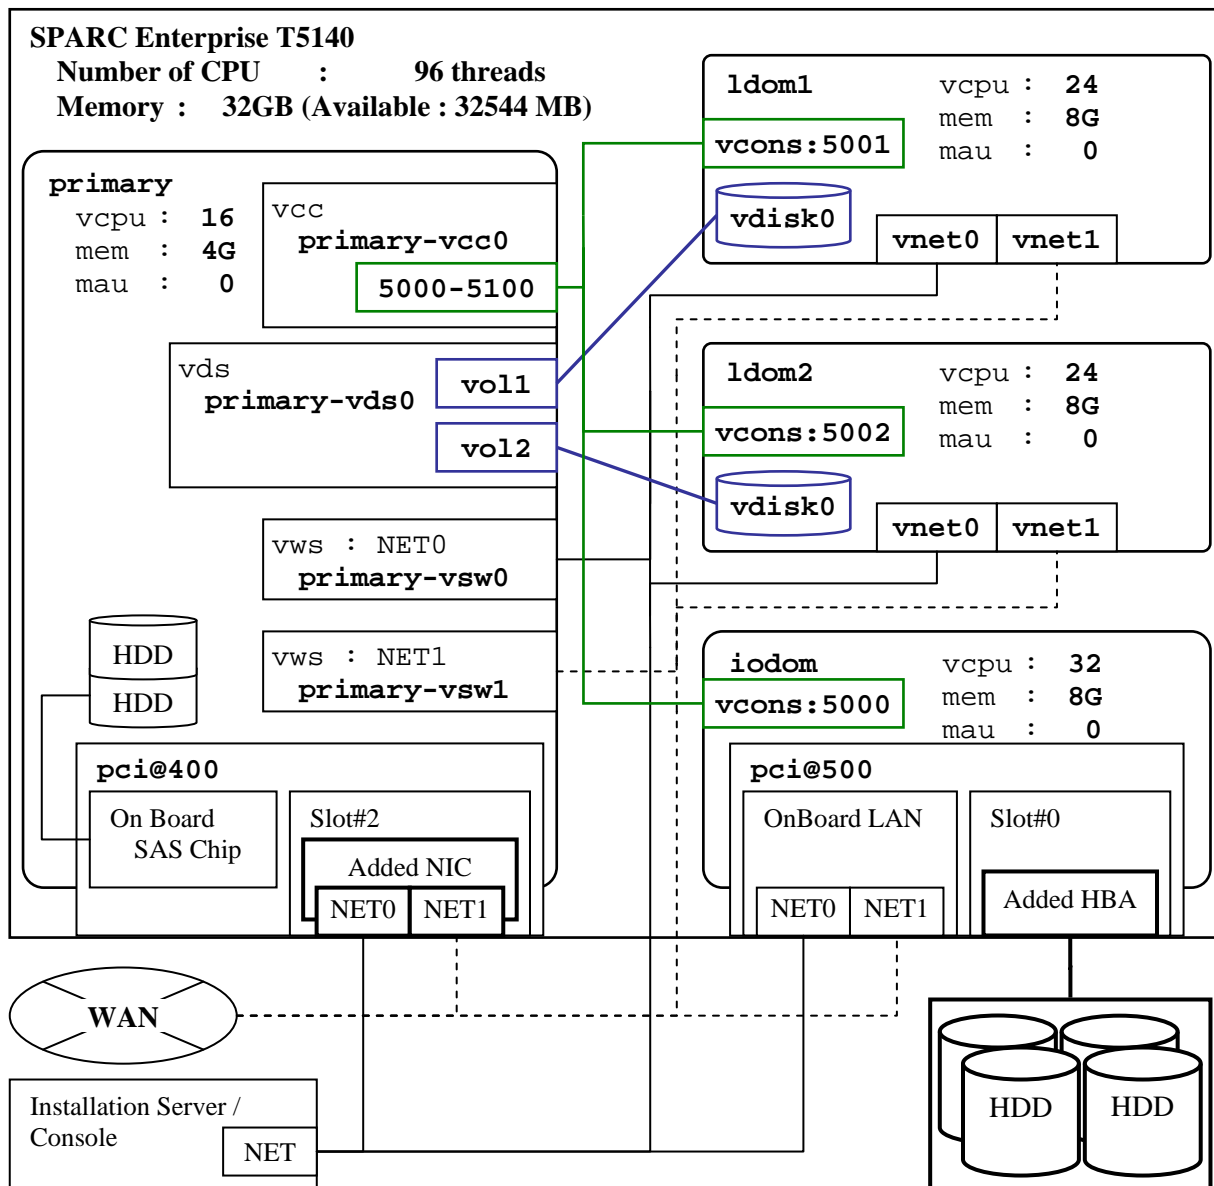 SPARC Enterprise T5140
Number of CPU : 96 threads
Memory : 32GB (Available : 32544 MB)
primary
vcpu : 16
mem : 4G
mau : 0
vcc
primary-vcc0
5000-5100
vds
primary-vds0
vol1
vol2
vws : NET0
primary-vsw0
vws : NET1
primary-vsw1
HDD
HDD
pci@400
On Board
SAS Chip
Slot#2
Added NIC
NET0 NET1
ldom1
vcpu : 24
mem : 8G
mau : 0
vcons:5001
vdisk0
vnet0 vnet1
ldom2
vcpu : 24
mem : 8G
mau : 0
vcons:5002
vdisk0
vnet0 vnet1
iodom
vcpu : 32
mem : 8G
mau : 0
vcons:5000
pci@500
OnBoard LAN
NET0 NET1
Slot#0
Added HBA
WAN
Installation Server /
Console
NET
HDD HDD